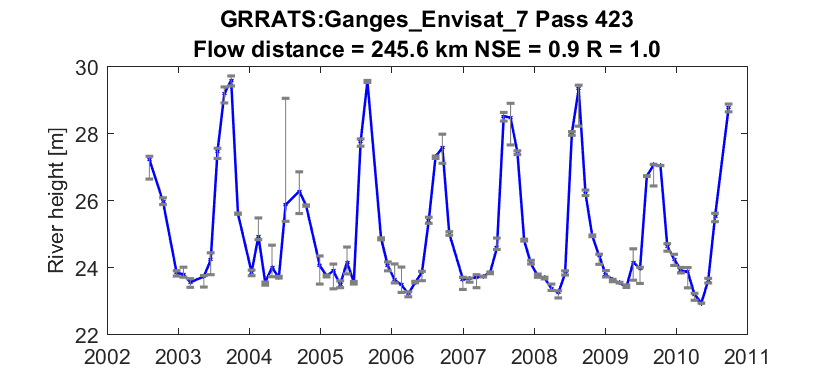 GRRATS:Ganges_Envisat_7 Pass 423
Flow distance = 245.6 km NSE = 0.9 R = 1.0
River height [m]
30
28
26
24
22
2002 2003 2004 2005 2006 2007 2008 2009 2010 2011